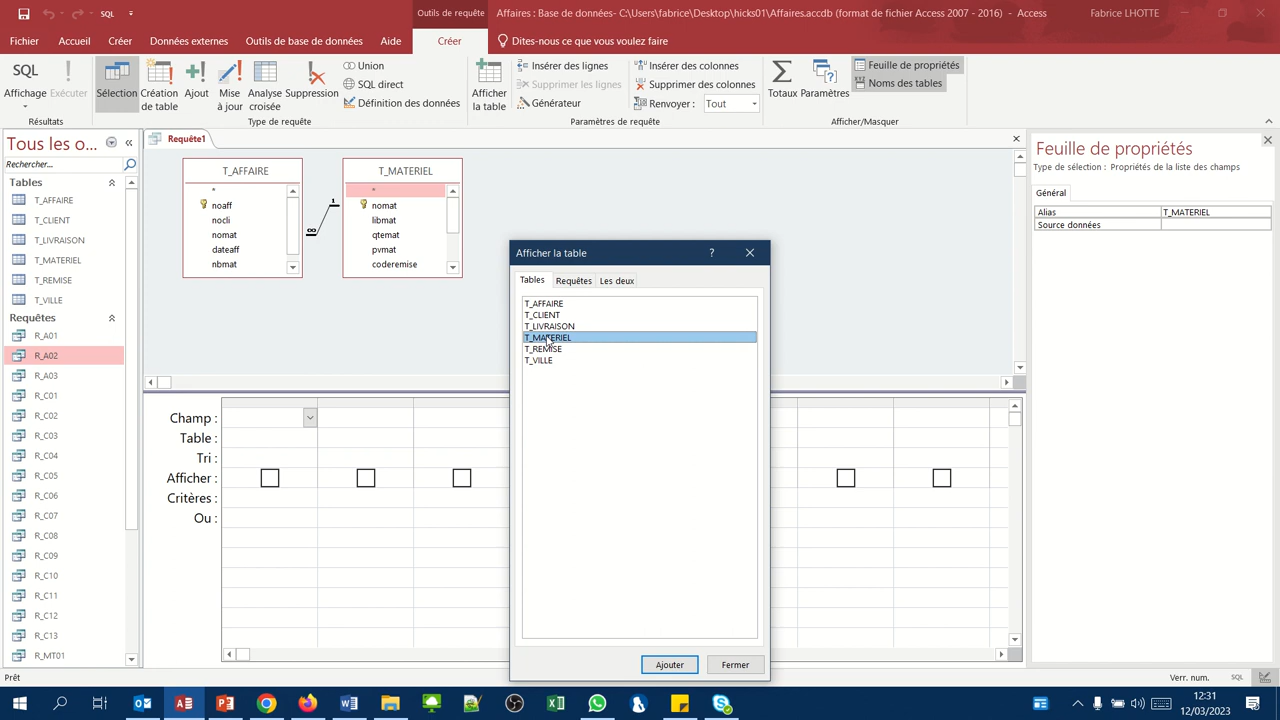 SQL
Outils de requête
Affaires : Base de données- C:\Users\fabrice\Desktop\hicks01\Affaires.accdb (format de fichier Access 2007 - 2016) - Access
Fabrice LHOTTE
Fichier
Accueil
Créer
Données externes
Outils de base de données
Aide
Créer
Dites-nous ce que vous voulez faire
SQL
Affichage
Exécuter
Résultats
Sélection
Création de table
Ajout
Mise à jour
Analyse croisée
Suppression
Union
SQL direct
Définition des données
Type de requête
Afficher la table
Insérer des lignes
Supprimer les lignes
Générateur
Insérer des colonnes
Supprimer des colonnes
Renvoyer : Tout
Paramètres de requête
Totaux
Paramètres
Feuille de propriétés
Noms des tables
Afficher/Masquer
Tous les o...
Rechercher...
Tables
T_AFFAIRE
T_CLIENT
T_LIVRAISON
T_MATERIEL
T_REMISE
T_VILLE
Requêtes
R_A01
R_A02
R_A03
R_C01
R_C02
R_C03
R_C04
R_C05
R_C06
R_C07
R_C08
R_C09
R_C10
R_C11
R_C12
R_C13
R_MT01
Requête1
T_AFFAIRE
*
noaff
nocli
nomat
dateaff
nbmat
∞
1
T_MATERIEL
*
nomat
libmat
qtemat
pvmat
coderemise
Champ :
Table :
Tri :
Afficher :
Critères :
Ou :
Afficher la table
?
Tables
Requêtes
Les deux
T_AFFAIRE
T_CLIENT
T_LIVRAISON
T_MATERIEL
T_REMISE
T_VILLE
Ajouter
Fermer
Feuille de propriétés
Type de sélection : Propriétés de la liste des champs
Général
Alias
T_MATERIEL
Source données
Prêt
Verr. num.
SQL
12:31
12/03/2023